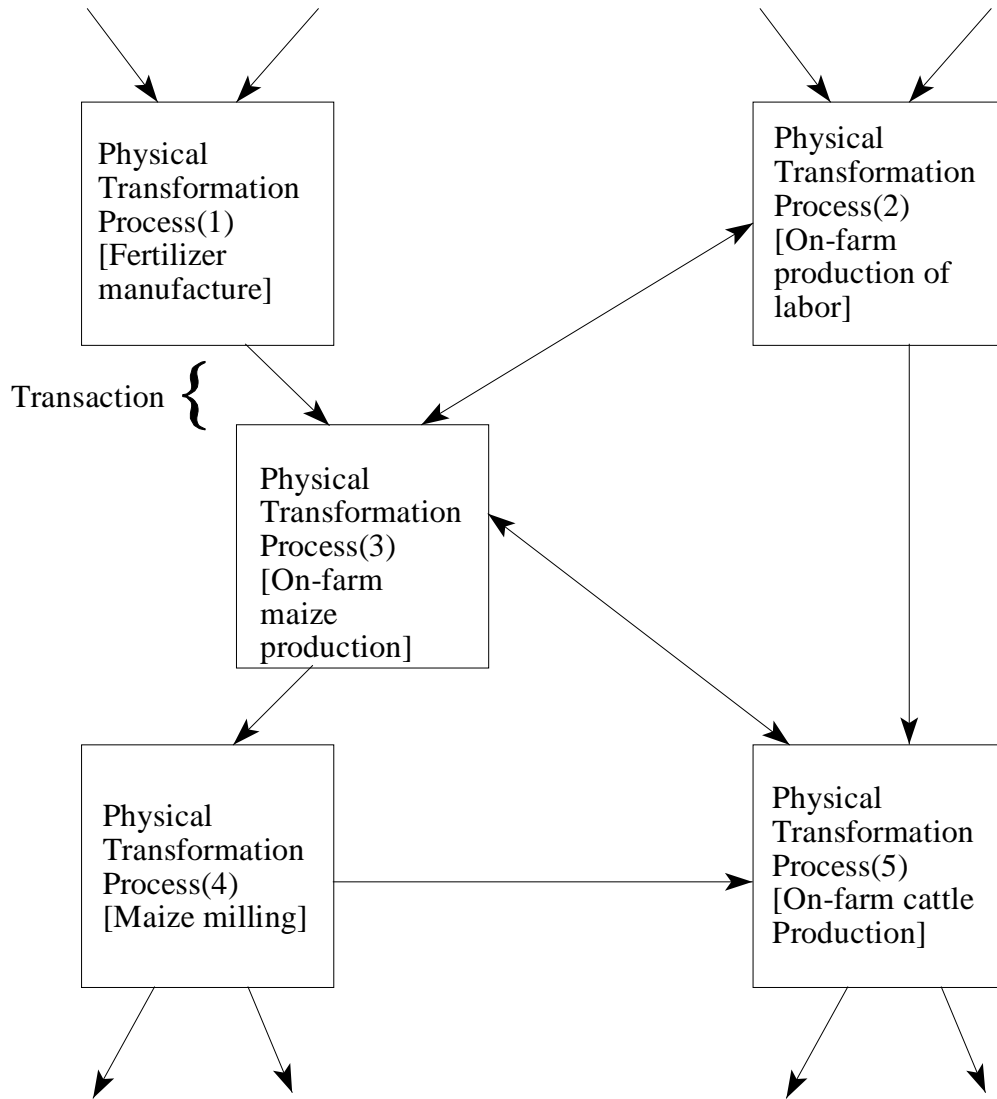 Physical
Transformation
Process(1)
[Fertilizer
manufacture]
Physical
Transformation
Process(2)
[On-farm
production of
labor]
Transaction {
Physical
Transformation
Process(3)
[On-farm
maize
production]
Physical
Transformation
Process(4)
[Maize milling]
Physical
Transformation
Process(5)
[On-farm cattle
Production]